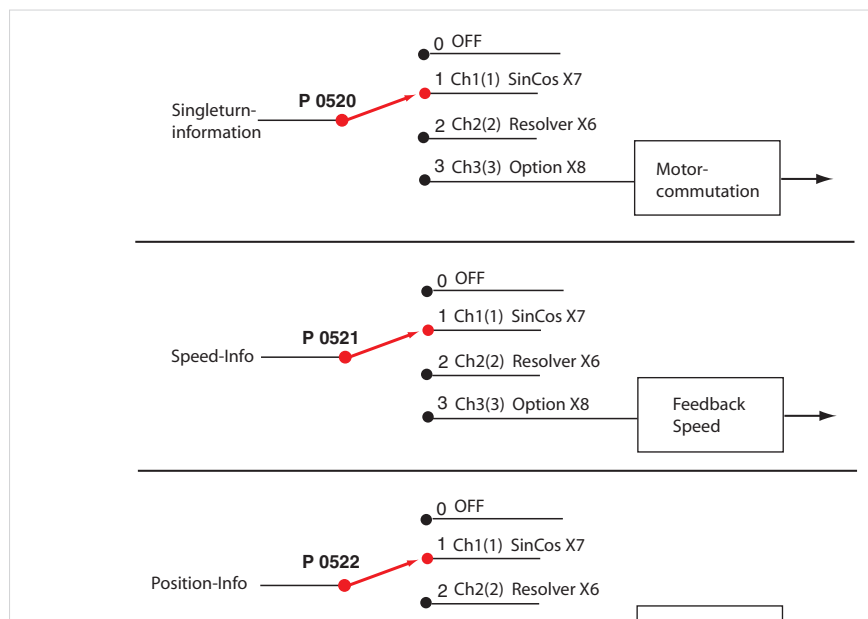 0 OFF
1 Ch1(1) SinCos X7
P 0520
Singleturn-
information
2 Ch2(2) Resolver X6
3 Ch3(3) Option X8
Motor-
commutation
0 OFF
1 Ch1(1) SinCos X7
P 0521
Speed-Info
2 Ch2(2) Resolver X6
3 Ch3(3) Option X8
Feedback
Speed
0 OFF
1 Ch1(1) SinCos X7
P 0522
Position-Info
2 Ch2(2) Resolver X6